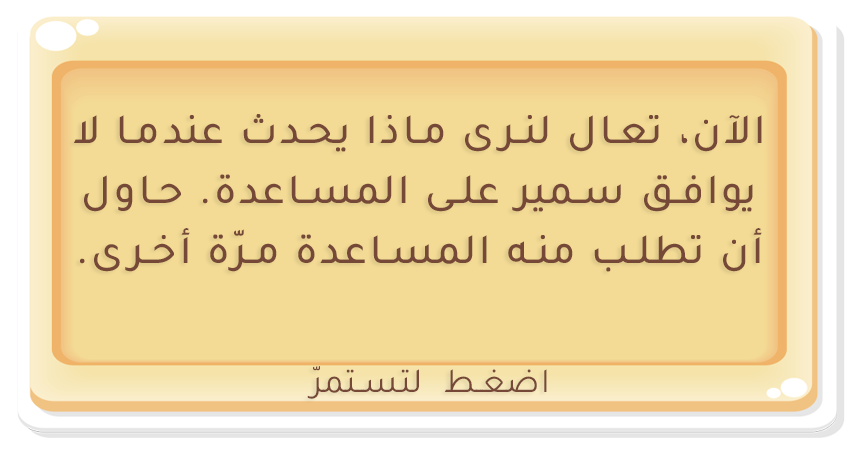 الآن، تعال لنرى ماذا يحدث عندما لا
يوافق سمير على المساعدة. حاول
أن تطلب منه المساعدة مرّة أخرى.
اضغط لتستمرّ